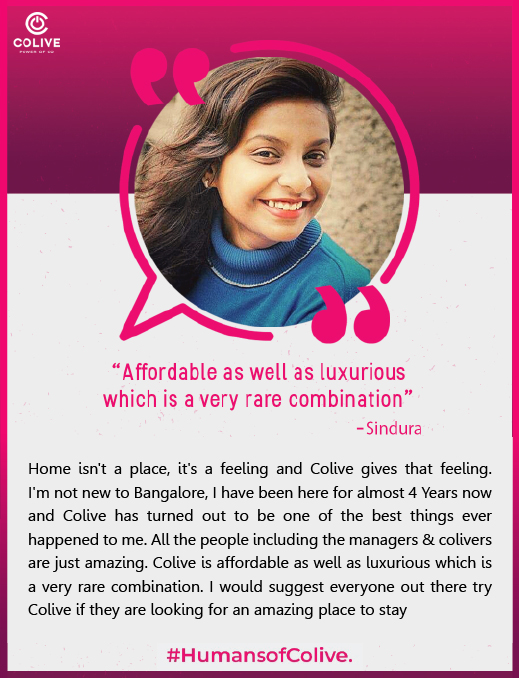 COLIVE
POWER OF CO
“Affordable as well as luxurious
which is a very rare combination”
-Sindura
Home isn't a place, it's a feeling and Colive gives that feeling.
I'm not new to Bangalore, I have been here for almost 4 Years now
and Colive has turned out to be one of the best things ever
happened to me. All the people including the managers & colivers
are just amazing. Colive is affordable as well as luxurious which is
a very rare combination. I would suggest everyone out there try
Colive if they are looking for an amazing place to stay
#HumansofColive.